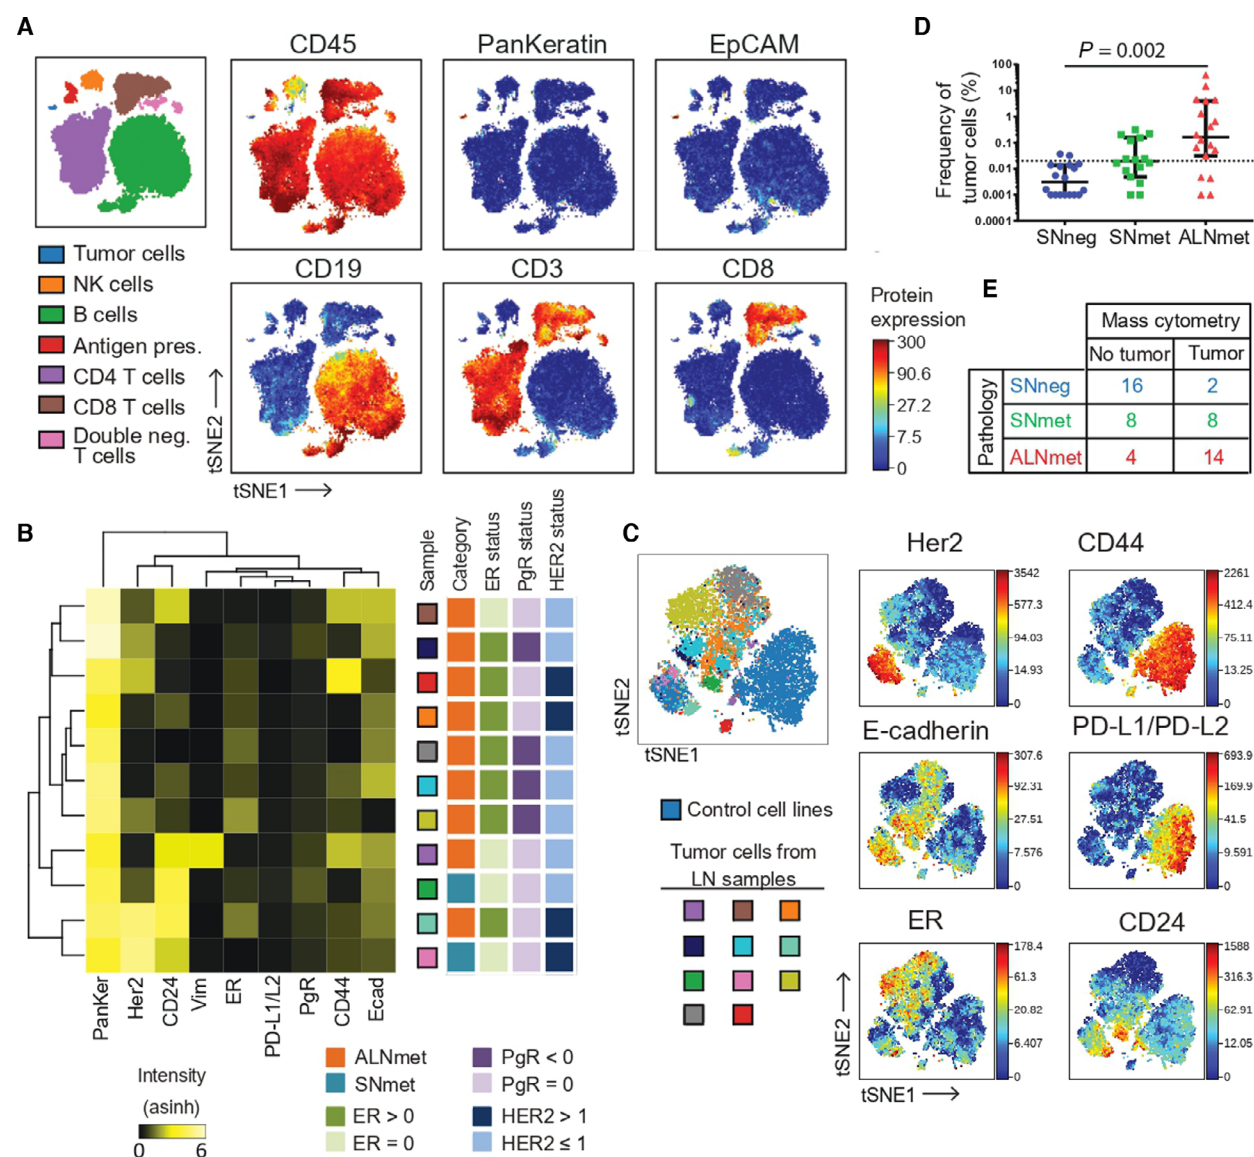 A
CD45
PanKeratin
EpCAM
Tumor cells
NK cells
B cells
Antigen pres.
CD4 T cells
CD8 T cells
Double neg.
T cells
CD19
CD3
CD8
tSNE2
tSNE1
Protein
expression
300
90.6
27.2
7.5
0
D
P = 0.002
Frequency of
tumor cells (%)
100
10
1
0.1
0.01
0.001
0.0001
SNneg
SNmet
ALNmet
E
Mass cytometry
No tumor
Tumor
Pathology
SNneg
16
2
SNmet
8
8
ALNmet
4
14
B
Sample
Category
ER status
PgR status
HER2 status
PanKer
Her2
CD24
Vim
ER
PD-L1/L2
PgR
CD44
Ecad
Intensity
(asinh)
0
6
ALNmet
SNmet
ER > 0
ER = 0
PgR < 0
PgR = 0
HER2 > 1
HER2 ≤ 1
C
tSNE2
tSNE1
Control cell lines
Tumor cells from
LN samples
Her2
3542
577.3
94.03
14.93
0
CD44
2261
412.4
75.11
13.25
0
E-cadherin
307.6
92.31
27.51
7.576
0
PD-L1/PD-L2
693.9
169.9
41.5
9.591
0
ER
178.4
61.3
20.82
6.407
0
CD24
1588
316.3
62.91
12.05
0
tSNE2
tSNE1